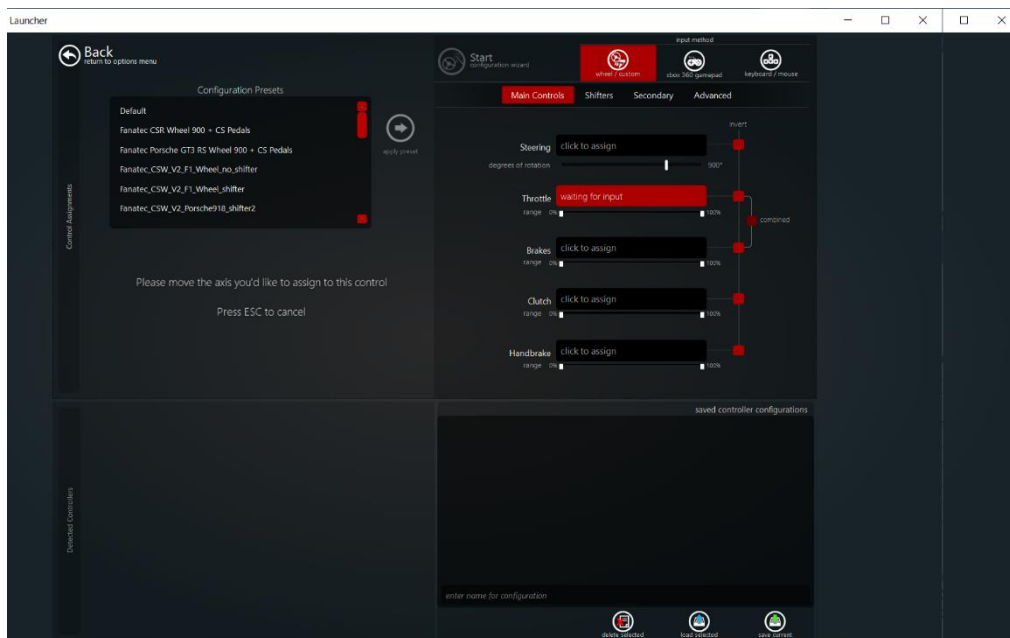 Launcher
Back
return to options menu
Start
configuration wizard
input method
wheel / custom
xbox 360 gamepad
keyboard / mouse
Configuration Presets
Default
Fanatec CSR Wheel 900 + CS Pedals
Fanatec Porsche GT3 RS Wheel 900 + CS Pedals
Fanatec_CSW_V2_F1_Wheel_no_shifter
Fanatec_CSW_V2_F1_Wheel_shifter
Fanatec_CSW_V2_Porsche918_shifter2
apply preset
Control Assignments
Please move the axis you'd like to assign to this control
Press ESC to cancel
Main Controls Shifters Secondary Advanced
invert
Steering click to assign
degrees of rotation 900°
Throttle waiting for input
range 0% 100%
combined
Brakes click to assign
range 0% 100%
Clutch click to assign
range 0% 100%
Handbrake click to assign
range 0% 100%
Detected Controllers
saved controller configurations
enter name for configuration
delete selected
load selected
save current